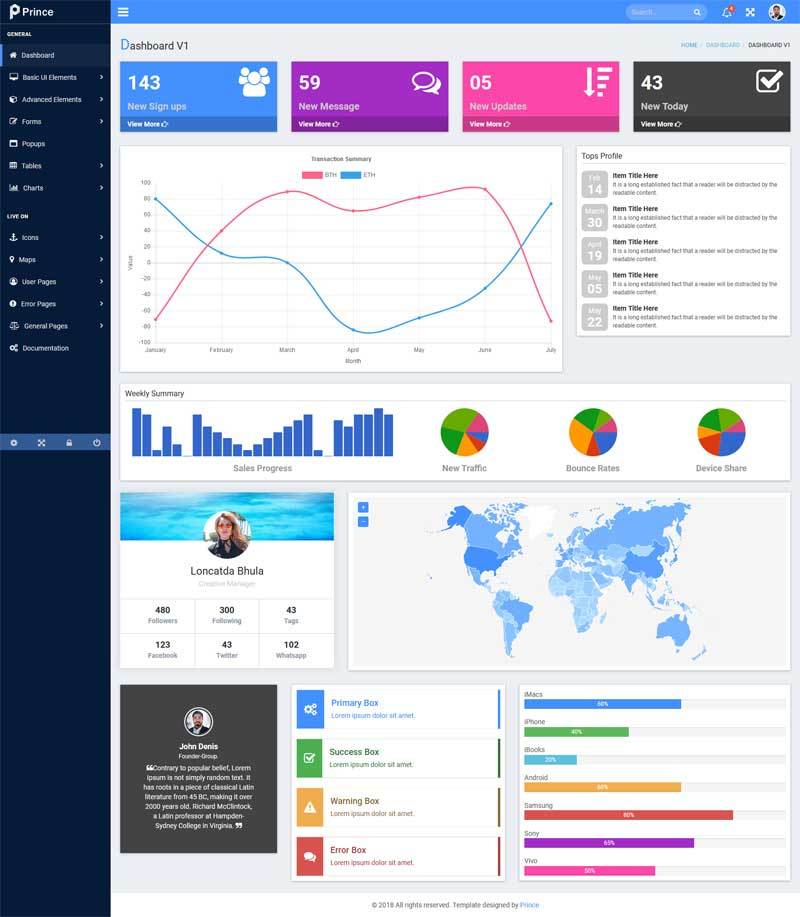 Prince
Search...
4
GENERAL
Dashboard
Basic UI Elements
Advanced Elements
Forms
Popups
Tables
Charts
LIVE ON
Icons
Maps
User Pages
Error Pages
General Pages
Documentation
Dashboard V1
HOME / DASHBOARD / DASHBOARD V1
143
New Sign ups
View More
59
New Message
View More
05
New Updates
View More
43
New Today
View More
Transaction Summary
BTH ETH
100
80
60
40
20
0
-20
-40
-60
-80
-100
Value
January February March April May June July
Month
Tops Profile
Feb
14
Item Title Here
It is a long established fact that a reader will be distracted by the
readable content.
March
30
Item Title Here
It is a long established fact that a reader will be distracted by the
readable content.
April
19
Item Title Here
It is a long established fact that a reader will be distracted by the
readable content.
May
05
Item Title Here
It is a long established fact that a reader will be distracted by the
readable content.
May
22
Item Title Here
It is a long established fact that a reader will be distracted by the
readable content.
Weekly Summary
Sales Progress
New Traffic
Bounce Rates
Device Share
Loncatda Bhula
Creative Manager
480
Followers
300
Following
43
Tags
123
Facebook
43
Twitter
102
Whatsapp
+
−
John Denis
Founder-Group.
❝Contrary to popular belief, Lorem
Ipsum is not simply random text. It
has roots in a piece of classical Latin
literature from 45 BC, making it over
2000 years old. Richard McClintock,
a Latin professor at Hampden-
Sydney College in Virginia. ❞
Primary Box
Lorem ipsum dolor sit amet.
Success Box
Lorem ipsum dolor sit amet.
Warning Box
Lorem ipsum dolor sit amet.
Error Box
Lorem ipsum dolor sit amet.
iMacs
60%
iPhone
40%
iBooks
20%
Android
60%
Samsung
80%
Sony
65%
Vivo
50%
© 2018 All rights reserved. Template designed by Prince